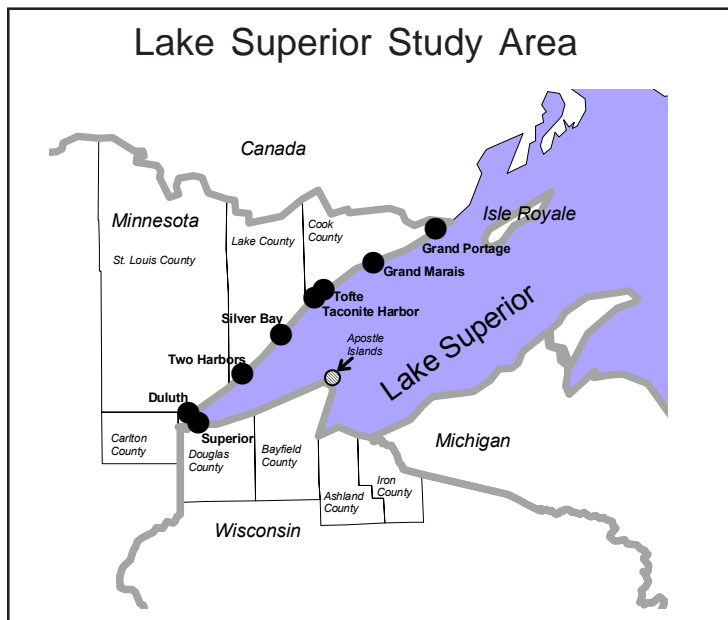 Lake Superior Study Area
Canada
Isle Royale
Minnesota
Lake County
Cook
County
St. Louis County
Grand Portage
Grand Marais
Tofte
Taconite Harbor
Silver Bay
Lake Superior
Apostle
Islands
Two Harbors
Duluth
Superior
Carlton
County
Douglas
County
Bayfield
County
Michigan
Iron
County
Ashland
County
Wisconsin